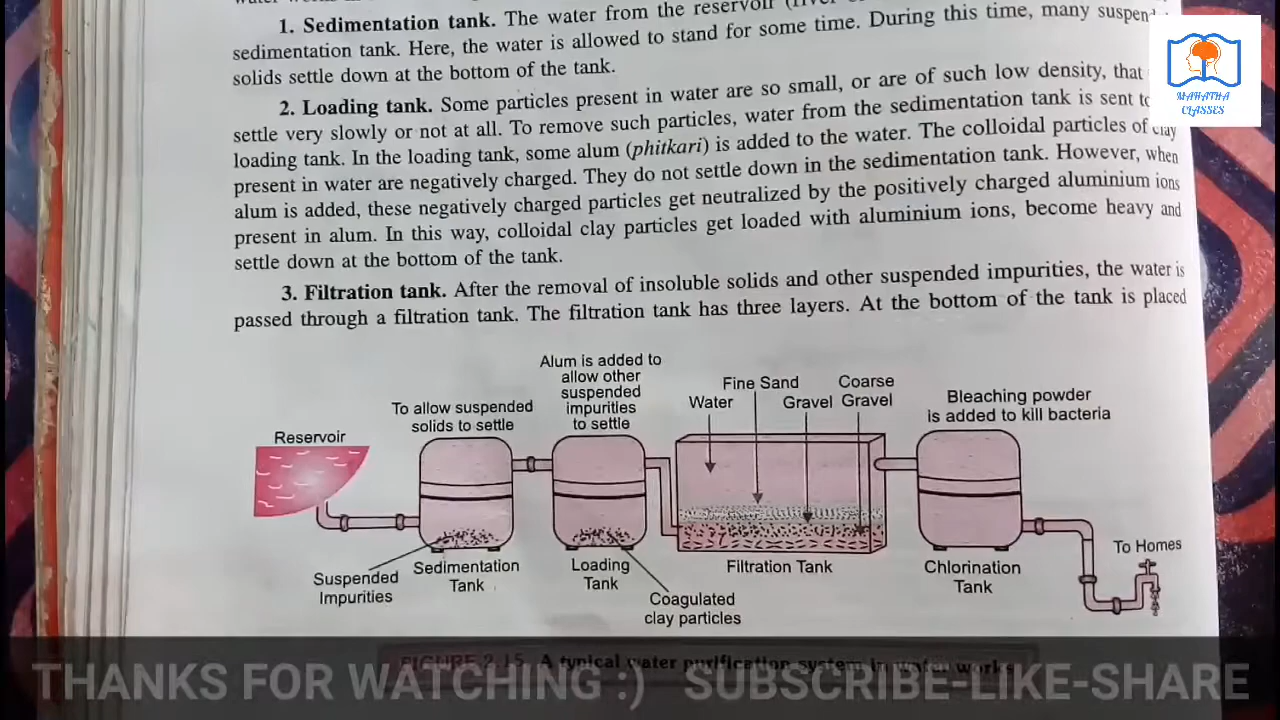 1. Sedimentation tank. The water from the reservoir (river
sedimentation tank. Here, the water is allowed to stand for some time. During this time, many suspend
solids settle down at the bottom of the tank.
2. Loading tank. Some particles present in water are so small, or are of such low density, that
settle very slowly or not at all. To remove such particles, water from the sedimentation tank is sent to
loading tank. In the loading tank, some alum (phitkari) is added to the water. The colloidal particles of clay
present in water are negatively charged. They do not settle down in the sedimentation tank. However, when
alum is added, these negatively charged particles get neutralized by the positively charged aluminium ions
present in alum. In this way, colloidal clay particles get loaded with aluminium ions, become heavy and
settle down at the bottom of the tank.
3. Filtration tank. After the removal of insoluble solids and other suspended impurities, the water is
passed through a filtration tank. The filtration tank has three layers. At the bottom of the tank is placed
MAHATHA
CLASSES
Reservoir
To allow suspended
solids to settle
Alum is added to
allow other
suspended
impurities
to settle
Water
Fine Sand
Gravel
Coarse
Gravel
Bleaching powder
is added to kill bacteria
Suspended
Impurities
Sedimentation
Tank
Loading
Tank
Coagulated
clay particles
Filtration Tank
Chlorination
Tank
To Homes
FIGURE 2.15. A typical water purification system in water works
THANKS FOR WATCHING :) SUBSCRIBE-LIKE-SHARE